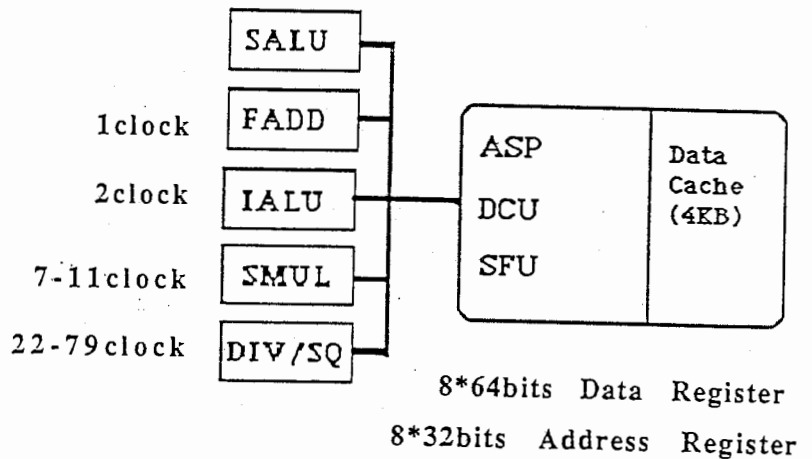 SALU
1clock FADD
2clock IALU
7-11clock SMUL
22-79clock DIV/SQ
ASP
DCU
SFU
Data
Cache
(4KB)
8*64bits Data Register
8*32bits Address Register